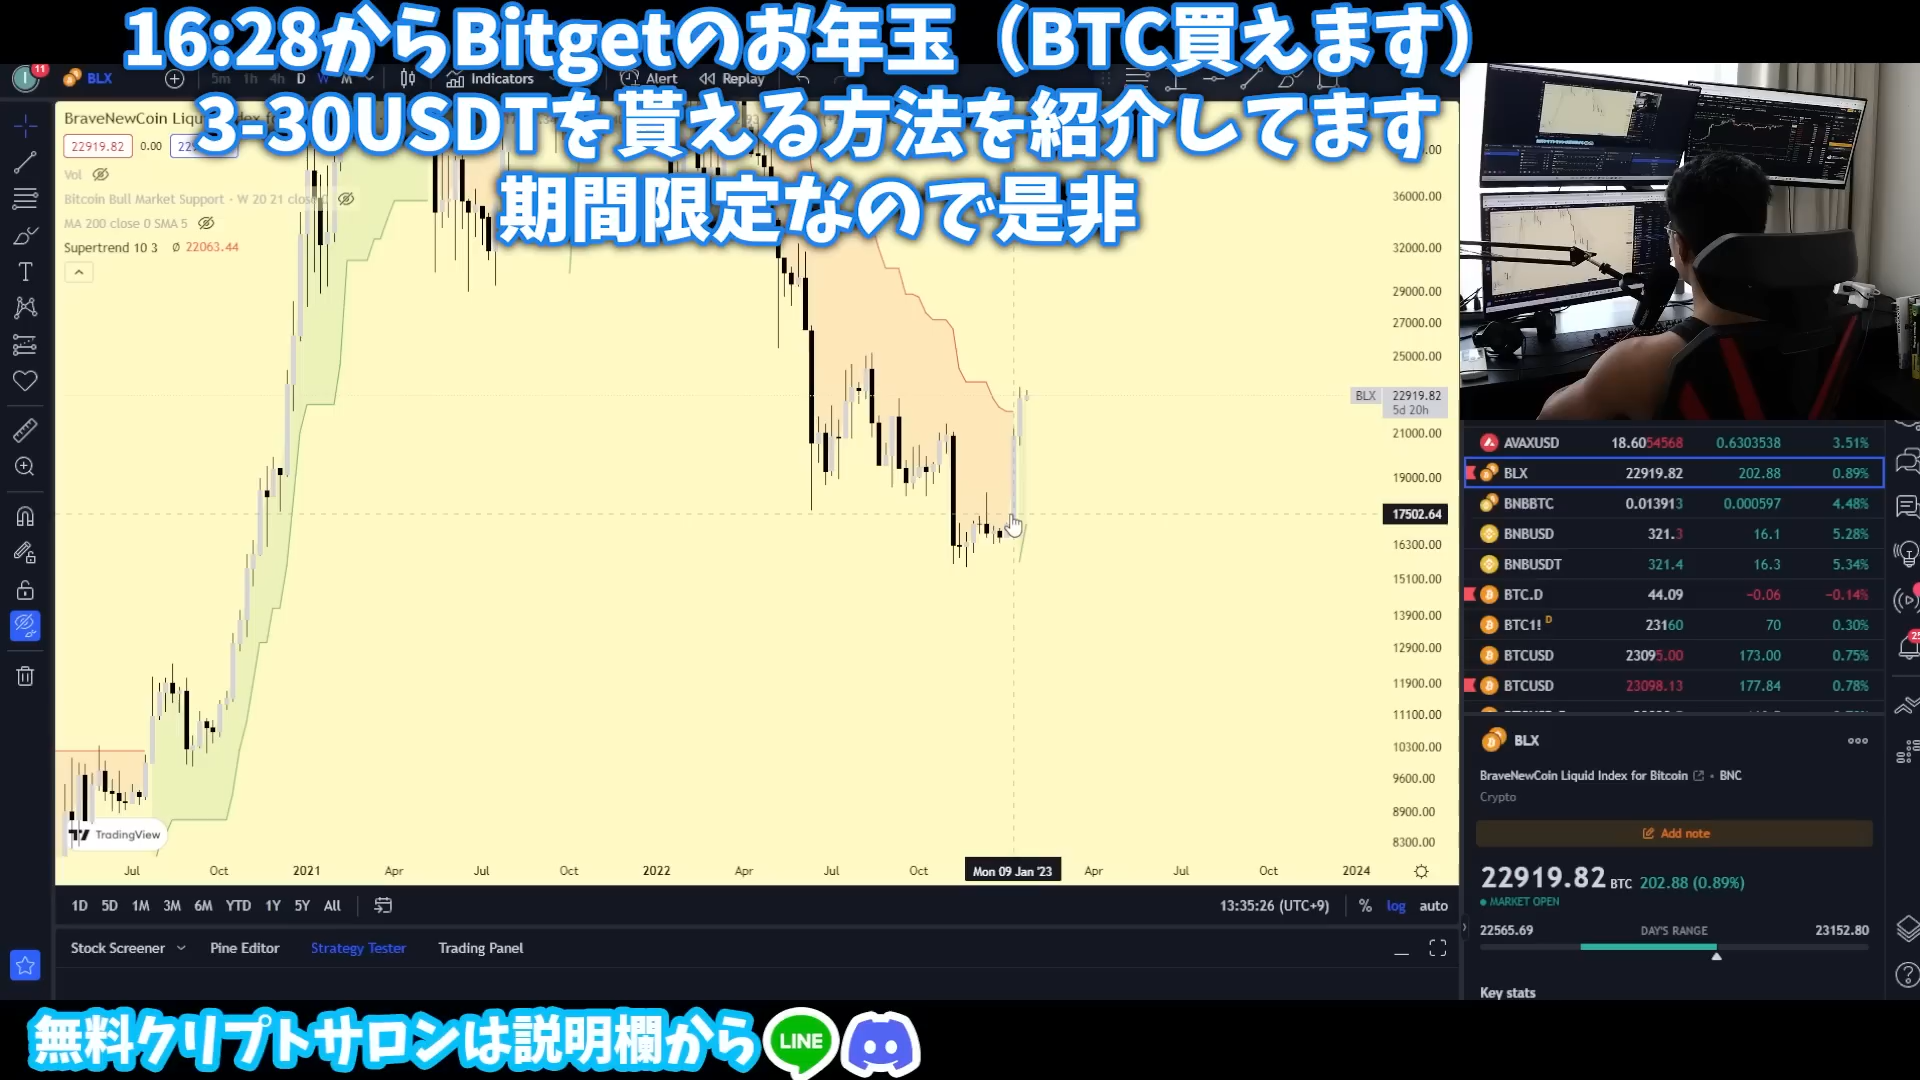 16:28からBitgetのお年玉（BTC買えます）
3-30USDTを貰える方法を紹介してます
期間限定なので是非
11
BLX
5m 1h 4h D W M
Indicators
Alert
Replay
BraveNewCoin Liqu
22919.82 0.00
Vol
Bitcoin Bull Market Support · W 20 21 close
MA 200 close 0 SMA 5
Supertrend 10 3 Ø 22063.44
36000.00
32000.00
29000.00
27000.00
25000.00
BLX 22919.82
5d 20h
21000.00
19000.00
17502.64
16300.00
15100.00
13900.00
12900.00
11900.00
11100.00
10300.00
9600.00
8900.00
8300.00
TradingView
Jul Oct 2021 Apr Jul Oct 2022 Apr Jul Oct Mon 09 Jan '23 Apr Jul Oct 2024
1D 5D 1M 3M 6M YTD 1Y 5Y All
13:35:26 (UTC+9) % log auto
Stock Screener Pine Editor Strategy Tester Trading Panel
AVAXUSD 18.6054568 0.6303538 3.51%
BLX 22919.82 202.88 0.89%
BNBBTC 0.013913 0.000597 4.48%
BNBUSD 321.3 16.1 5.28%
BNBUSDT 321.4 16.3 5.34%
BTC.D 44.09 −0.06 −0.14%
BTC1! D 23160 70 0.30%
BTCUSD 23095.00 173.00 0.75%
BTCUSD 23098.13 177.84 0.78%
BLX
BraveNewCoin Liquid Index for Bitcoin • BNC
Crypto
Add note
22919.82 BTC 202.88 (0.89%)
MARKET OPEN
22565.69 DAY'S RANGE 23152.80
Key stats
無料クリプトサロンは説明欄から
LINE